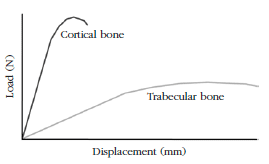 Cortical bone
Trabecular bone
Load (N)
Displacement (mm)